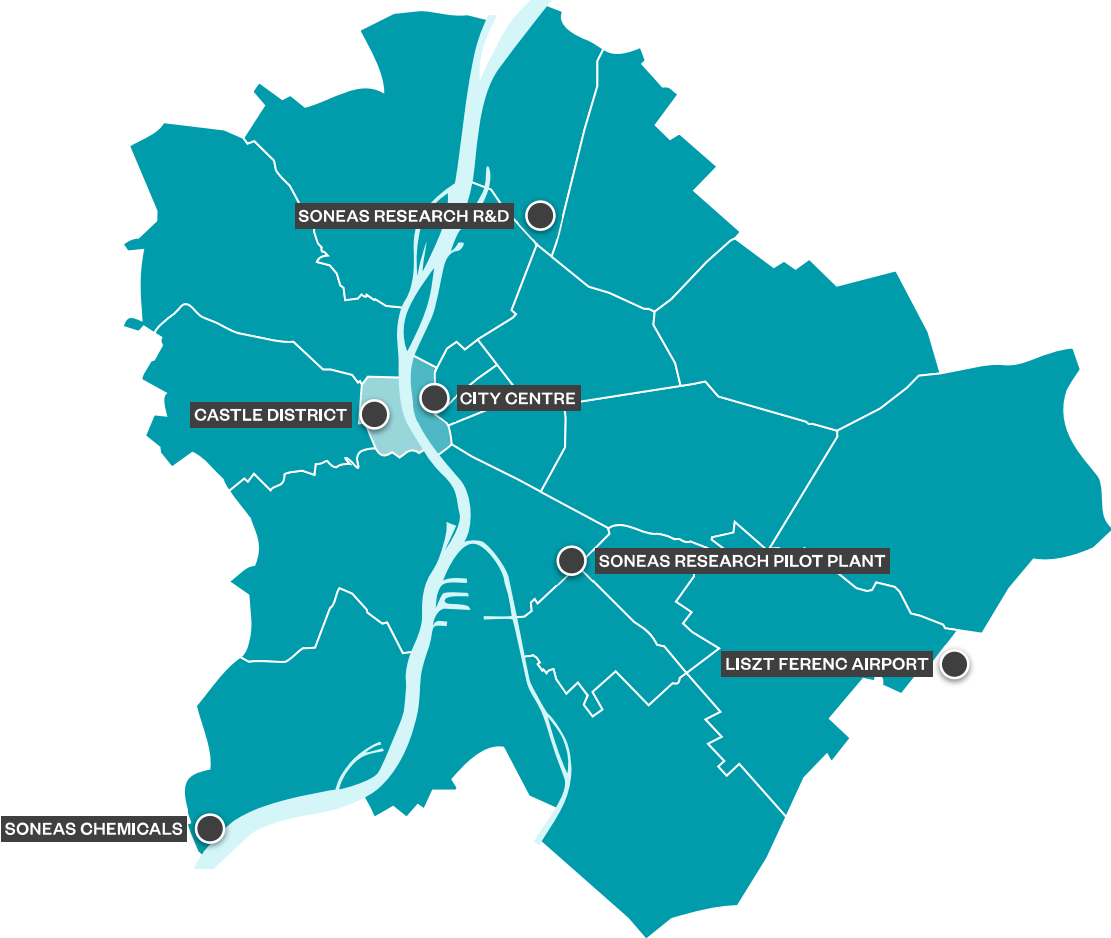 SONEAS RESEARCH R&D
CITY CENTRE
CASTLE DISTRICT
SONEAS RESEARCH PILOT PLANT
LISZT FERENC AIRPORT
SONEAS CHEMICALS